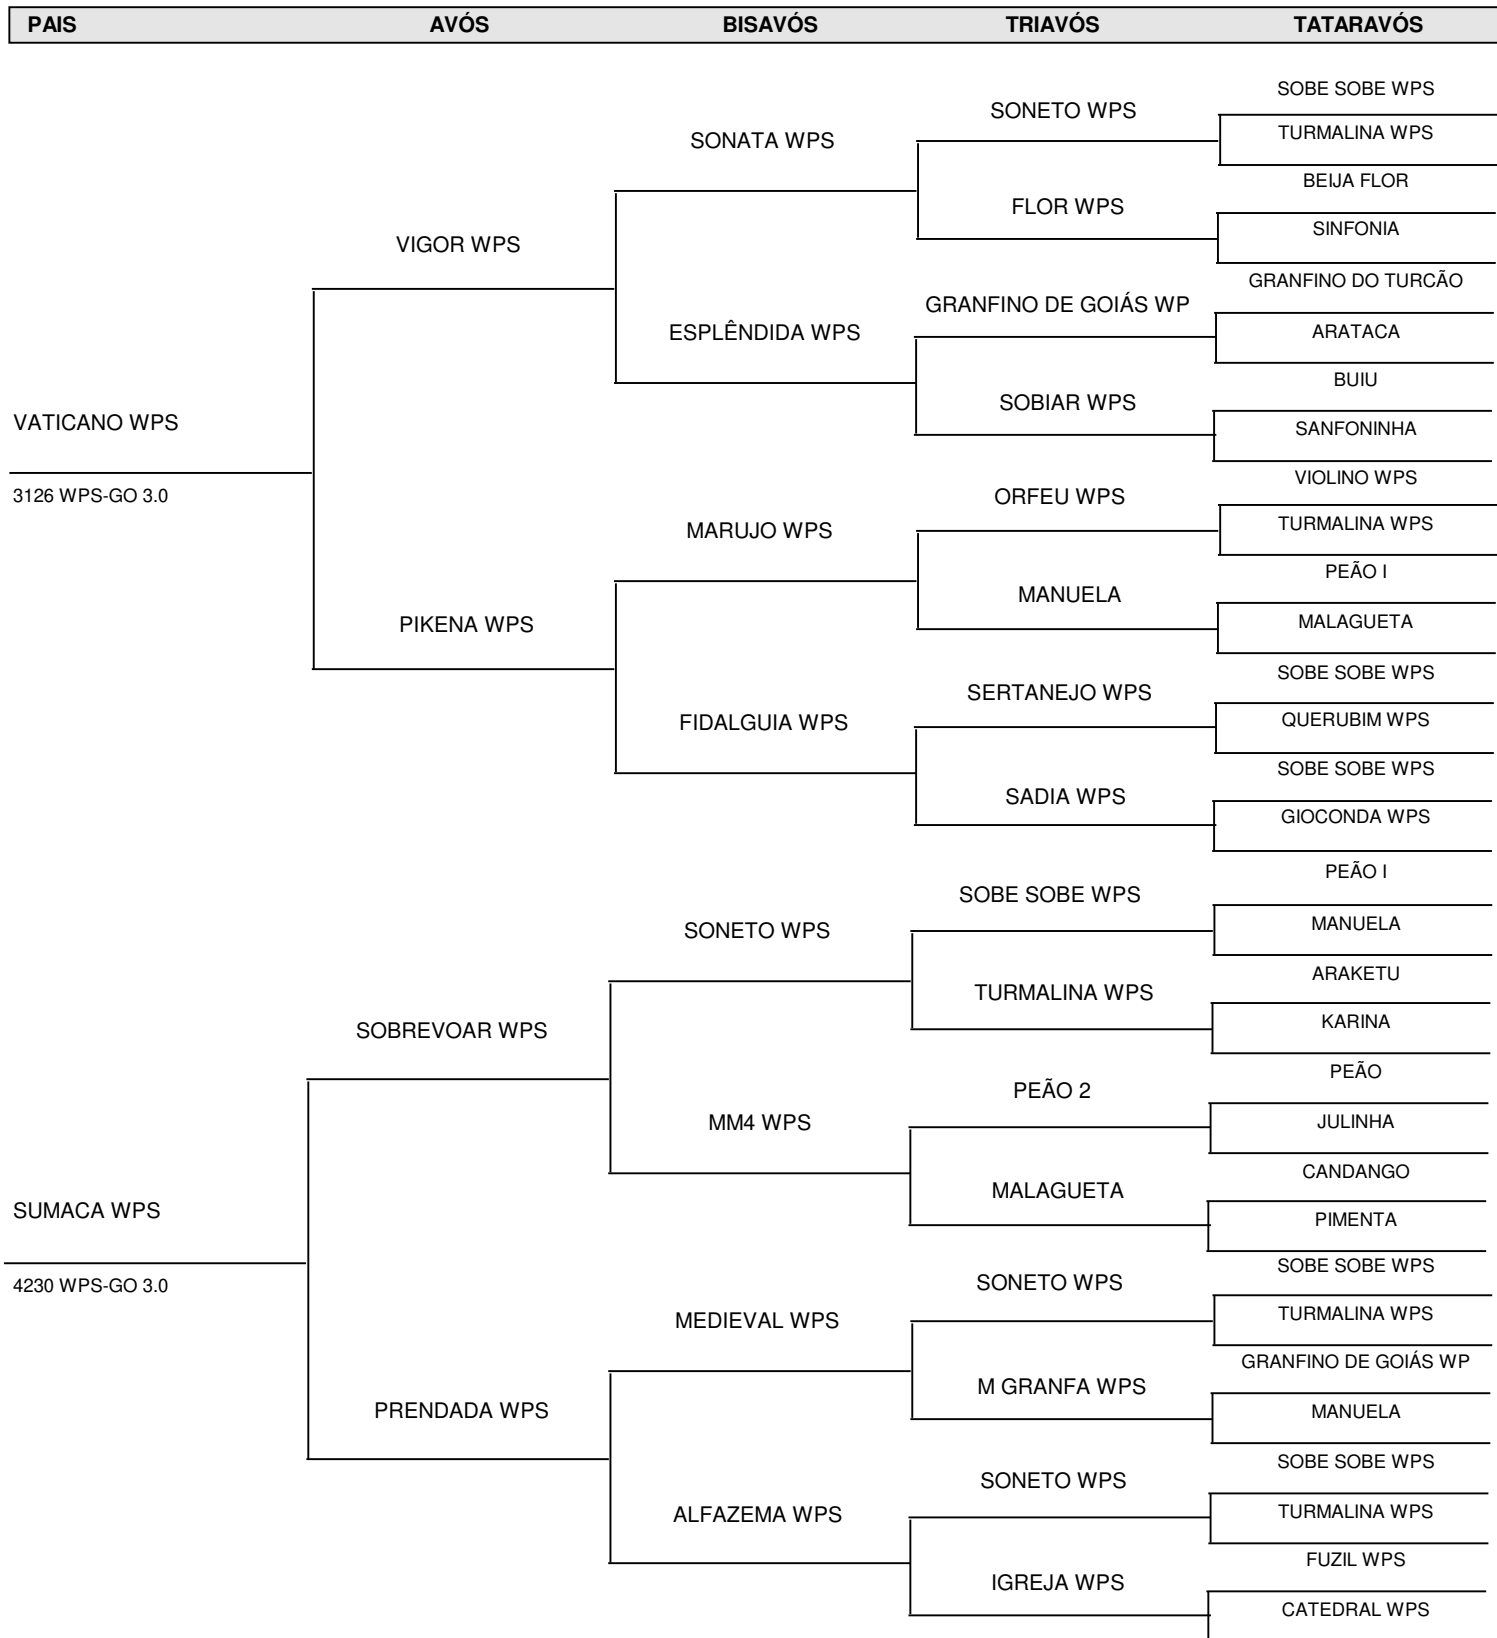 PAIS AVÓS BISAVÓS TRIAVÓS TATARAVÓS
SOBE SOBE WPS
SONETO WPS
TURMALINA WPS
SONATA WPS
BEIJA FLOR
FLOR WPS
SINFONIA
VIGOR WPS
GRANFINO DO TURCÃO
GRANFINO DE GOIÁS WP
ARATACA
ESPLÊNDIDA WPS
BUIU
SOBIAR WPS
VATICANO WPS
SANFONINHA
VIOLINO WPS
3126 WPS-GO 3.0
ORFEU WPS
TURMALINA WPS
MARUJO WPS
PEÃO I
MANUELA
MALAGUETA
PIKENA WPS
SOBE SOBE WPS
SERTANEJO WPS
QUERUBIM WPS
FIDALGUIA WPS
SOBE SOBE WPS
SADIA WPS
GIOCONDA WPS
PEÃO I
SOBE SOBE WPS
MANUELA
SONETO WPS
ARAKETU
TURMALINA WPS
KARINA
SOBREVOAR WPS
PEÃO
PEÃO 2
JULINHA
MM4 WPS
CANDANGO
MALAGUETA
SUMACA WPS
PIMENTA
SOBE SOBE WPS
4230 WPS-GO 3.0
SONETO WPS
TURMALINA WPS
MEDIEVAL WPS
GRANFINO DE GOIÁS WP
M GRANFA WPS
MANUELA
PRENDADA WPS
SOBE SOBE WPS
SONETO WPS
TURMALINA WPS
ALFAZEMA WPS
FUZIL WPS
IGREJA WPS
CATEDRAL WPS